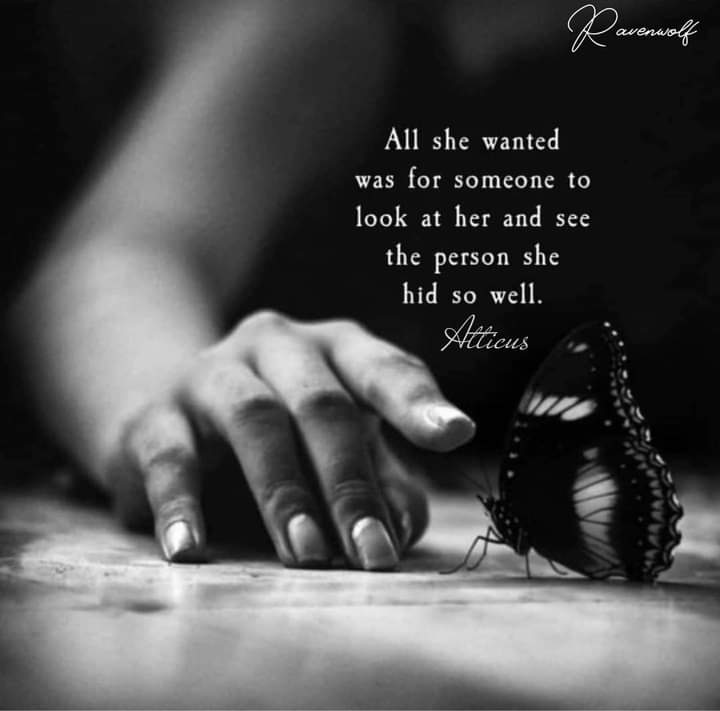 Ravenwolf
All she wanted
was for someone to
look at her and see
the person she
hid so well.
Atticus